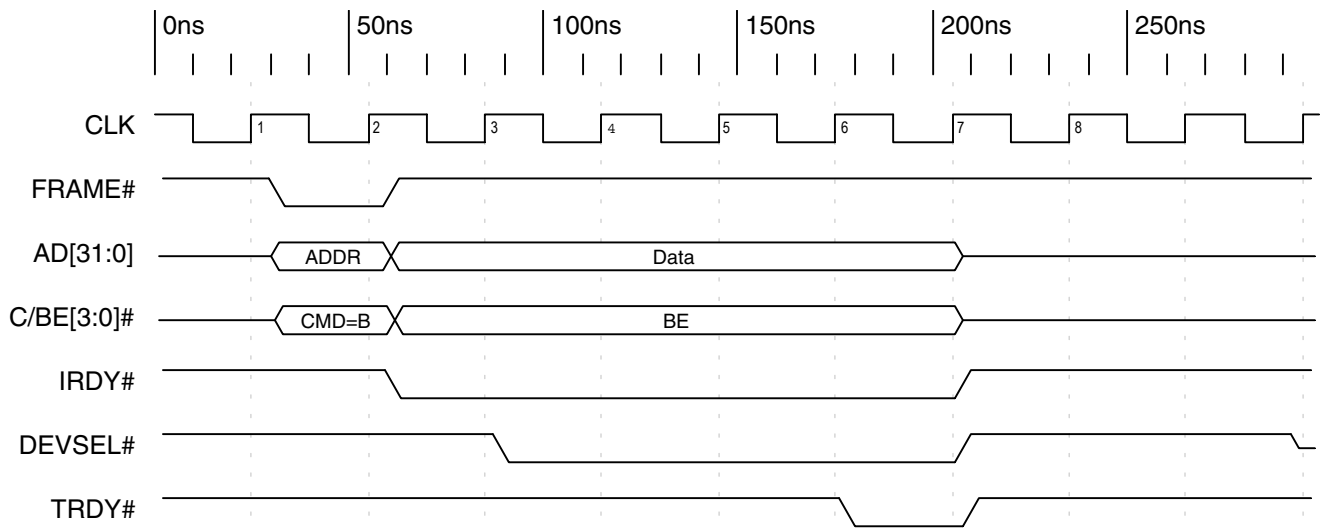 0ns 50ns 100ns 150ns 200ns 250ns
CLK 1 2 3 4 5 6 7 8
FRAME#
AD[31:0] ADDR Data
C/BE[3:0]# CMD=B BE
IRDY#
DEVSEL#
TRDY#